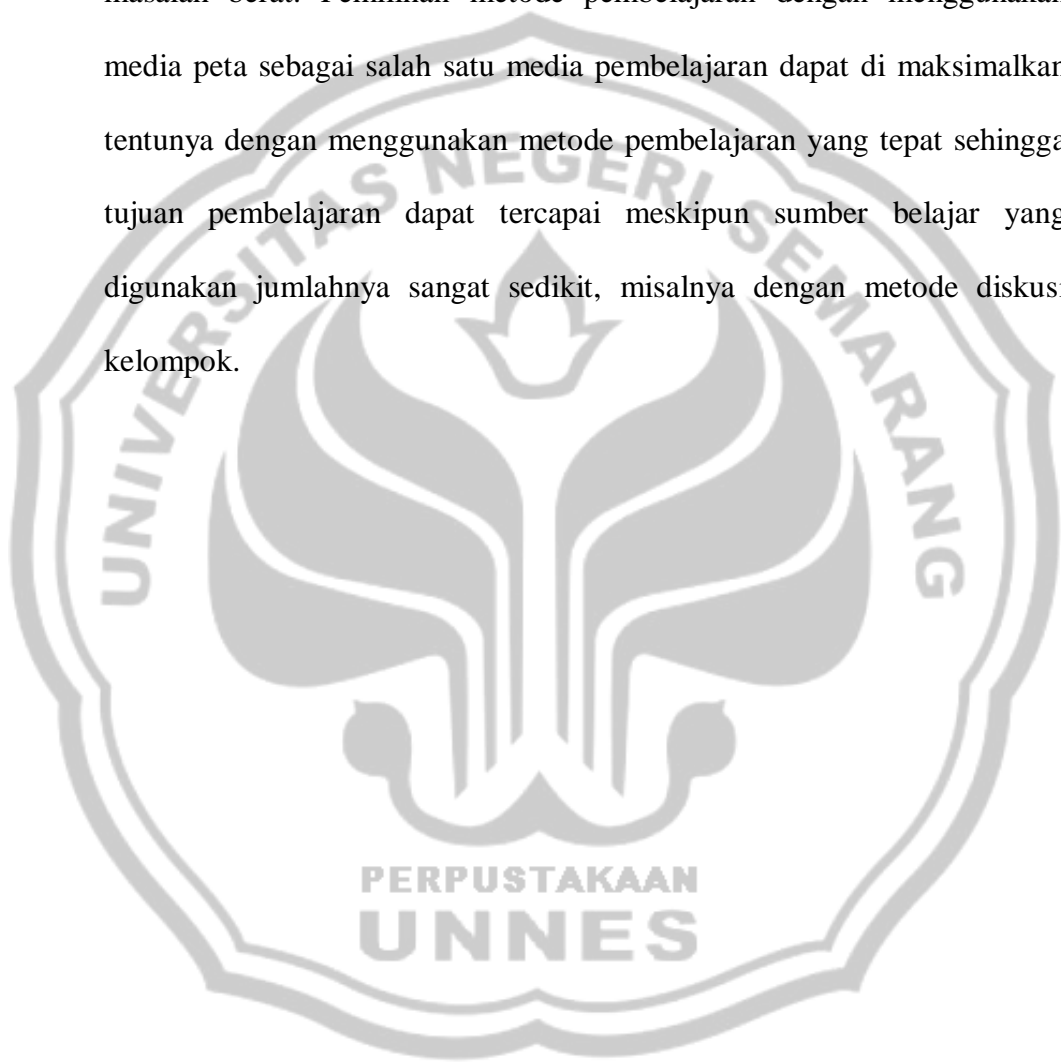 masalah berat. Pemilihan metode pembelajaran dengan menggunakan
media peta sebagai salah satu media pembelajaran dapat di maksimalkan
tentunya dengan menggunakan metode pembelajaran yang tepat sehingga
tujuan pembelajaran dapat tercapai meskipun sumber belajar yang
digunakan jumlahnya sangat sedikit, misalnya dengan metode diskusi
kelompok.
UNIVERSITAS NEGERI SEMARANG
PERPUSTAKAAN
UNNES